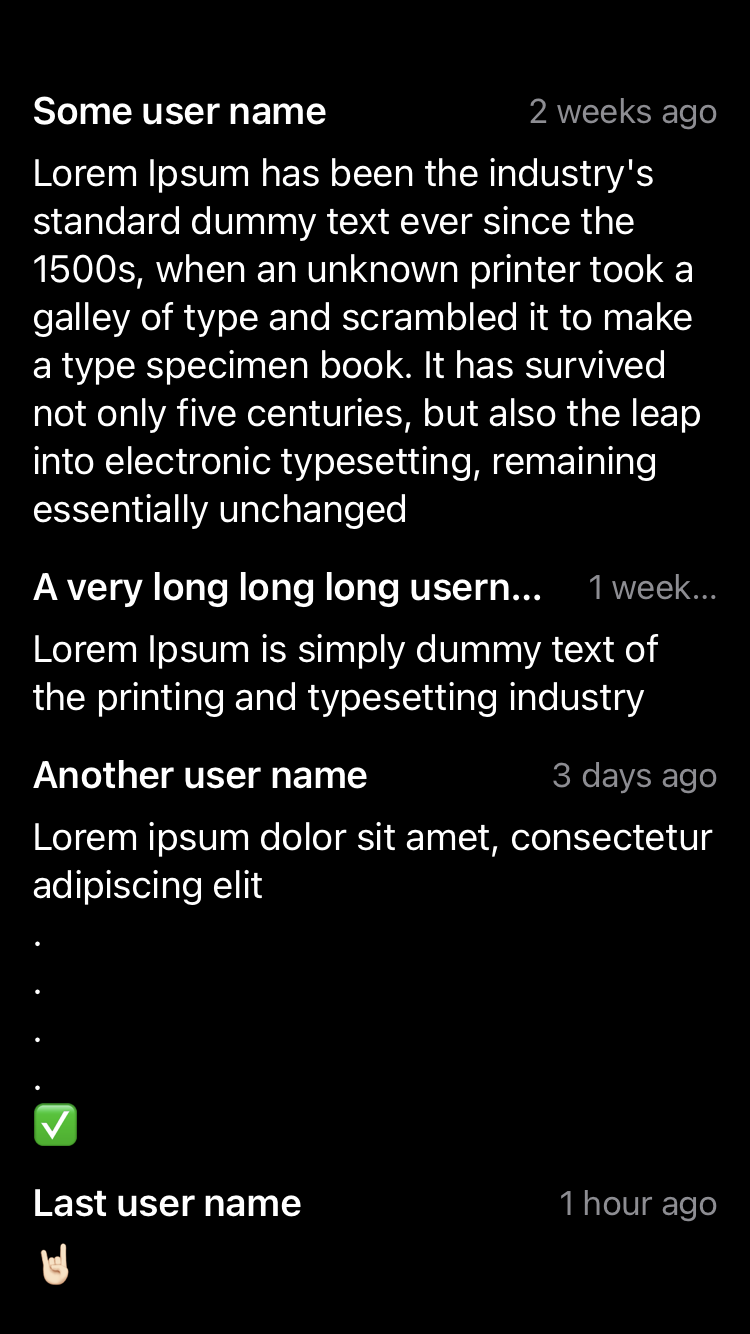 Some user name 2 weeks ago
Lorem Ipsum has been the industry's
standard dummy text ever since the
1500s, when an unknown printer took a
galley of type and scrambled it to make
a type specimen book. It has survived
not only five centuries, but also the leap
into electronic typesetting, remaining
essentially unchanged
A very long long long usern... 1 week...
Lorem Ipsum is simply dummy text of
the printing and typesetting industry
Another user name 3 days ago
Lorem ipsum dolor sit amet, consectetur
adipiscing elit
.
.
.
.
✅
Last user name 1 hour ago
🤘🏻